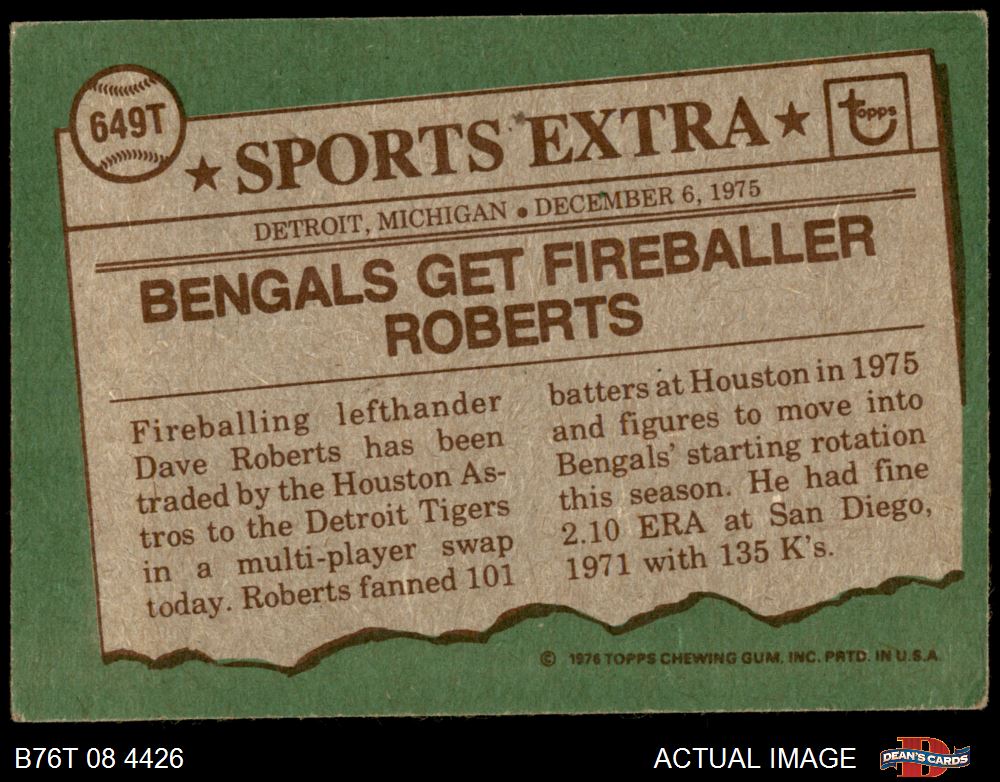 649T
★ SPORTS EXTRA ★
Topps
DETROIT, MICHIGAN • DECEMBER 6, 1975
BENGALS GET FIREBALLER
ROBERTS
Fireballing lefthander
Dave Roberts has been
traded by the Houston As-
tros to the Detroit Tigers
in a multi-player swap
today. Roberts fanned 101
batters at Houston in 1975
and figures to move into
Bengals' starting rotation
this season. He had fine
2.10 ERA at San Diego,
1971 with 135 K's.
© 1976 TOPPS CHEWING GUM, INC. PRTD. IN U.S.A.
B76T 08 4426
ACTUAL IMAGE
D
DEAN'S CARDS